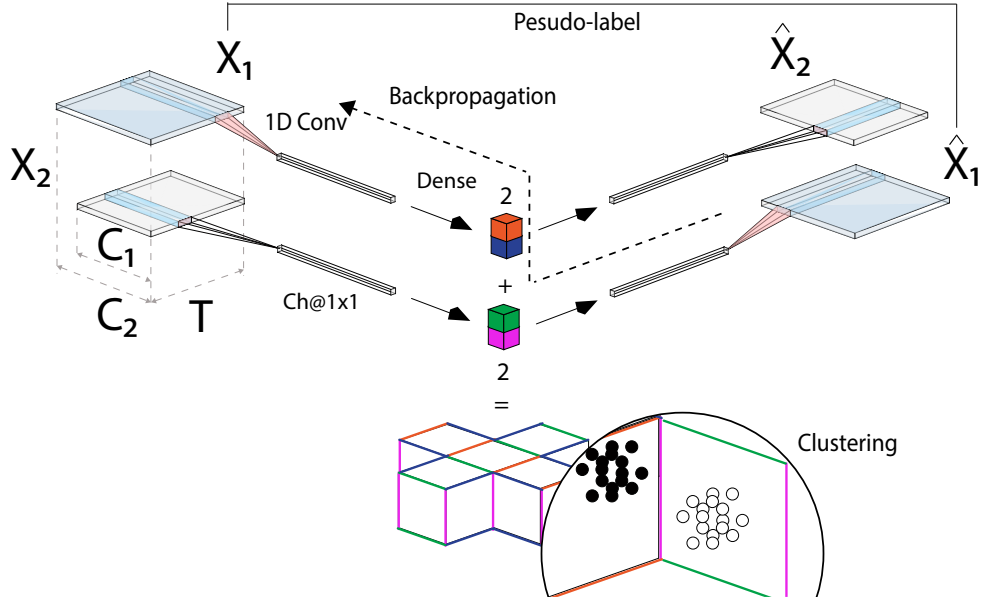 Pesudo-label
X₁
X̂₂
Backpropagation
1D Conv
X₂
X̂₁
Dense
2
C₁
+
C₂
T
Ch@1x1
2
=
Clustering